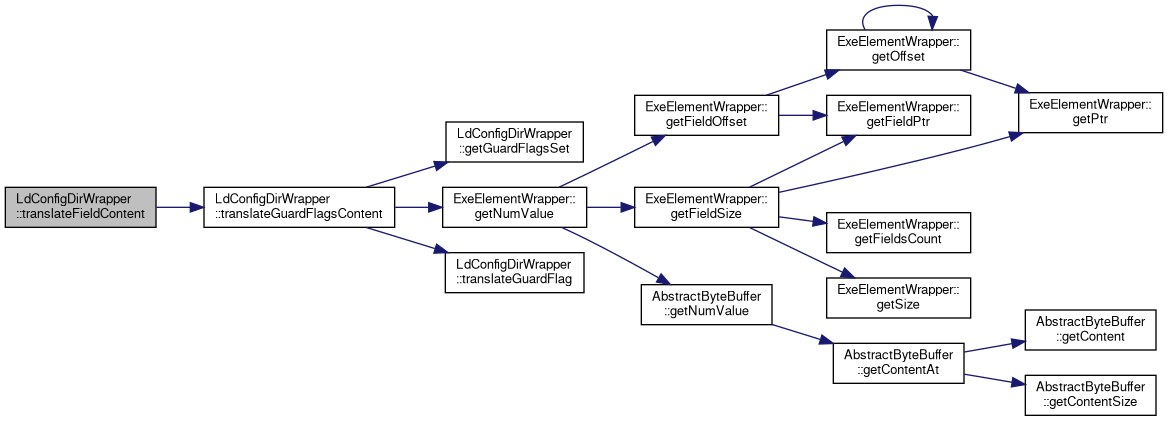 ExeElementWrapper::
getOffset
ExeElementWrapper::
getFieldOffset
ExeElementWrapper::
getFieldPtr
ExeElementWrapper::
getPtr
LdConfigDirWrapper
::getGuardFlagsSet
LdConfigDirWrapper
::translateFieldContent
LdConfigDirWrapper
::translateGuardFlagsContent
ExeElementWrapper::
getNumValue
ExeElementWrapper::
getFieldSize
ExeElementWrapper::
getFieldsCount
LdConfigDirWrapper
::translateGuardFlag
ExeElementWrapper::
getSize
AbstractByteBuffer
::getNumValue
AbstractByteBuffer
::getContent
AbstractByteBuffer
::getContentAt
AbstractByteBuffer
::getContentSize